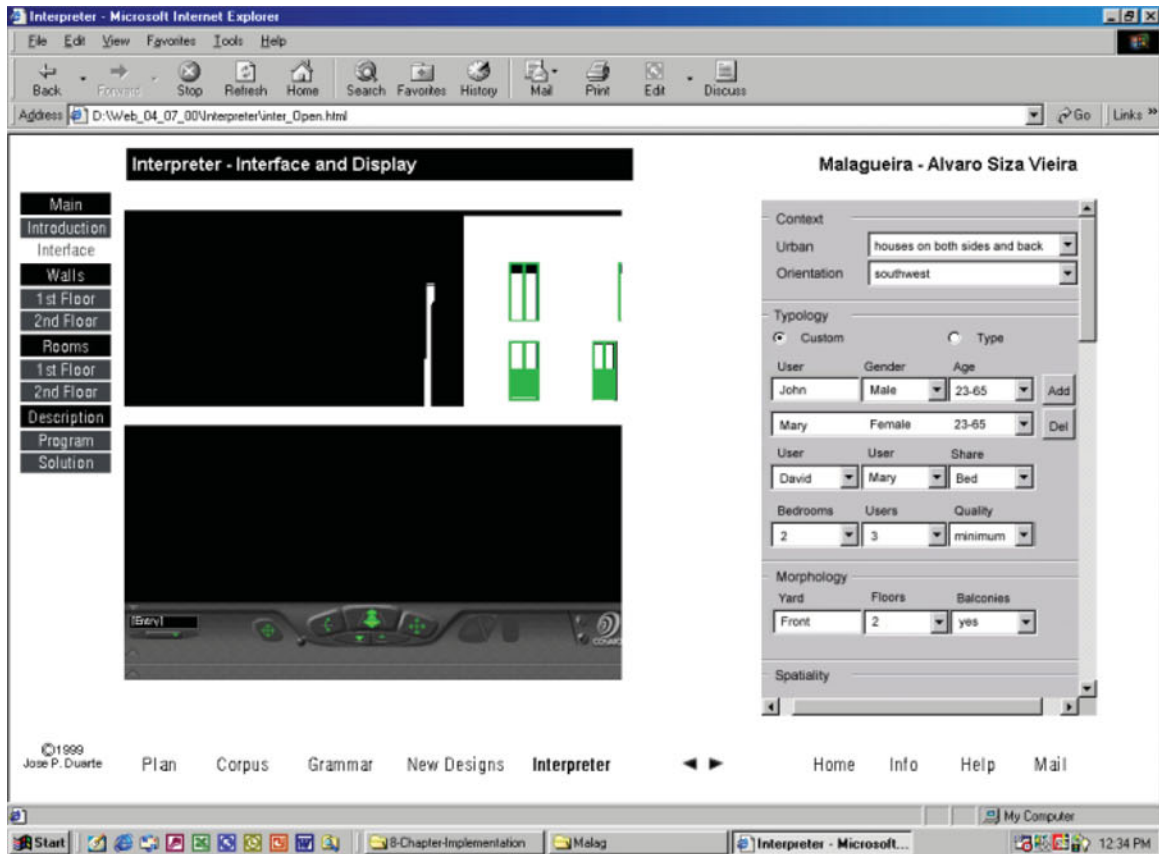 Interpreter - Microsoft Internet Explorer
File Edit View Favorites Tools Help
Back Forward Stop Refresh Home Search Favorites History Mail Print Edit Discuss
Address D:\Web_04_07_00\Interpreter\inter_Open.html Go Links »
Interpreter - Interface and Display
Malagueira - Alvaro Siza Vieira
Main
Introduction
Interface
Walls
1st Floor
2nd Floor
Rooms
1st Floor
2nd Floor
Description
Program
Solution
[Entry]
Context
Urban houses on both sides and back
Orientation southwest
Typology
Custom Type
User Gender Age
John Male 23-65 Add
Mary Female 23-65 Del
User User Share
David Mary Bed
Bedrooms Users Quality
2 3 minimum
Morphology
Yard Floors Balconies
Front 2 yes
Spatiality
©1999
Jose P. Duarte
Plan Corpus Grammar New Designs Interpreter Home Info Help Mail
My Computer
Start 8-Chapter-Implementation Malag Interpreter - Microsoft... 12:34 PM